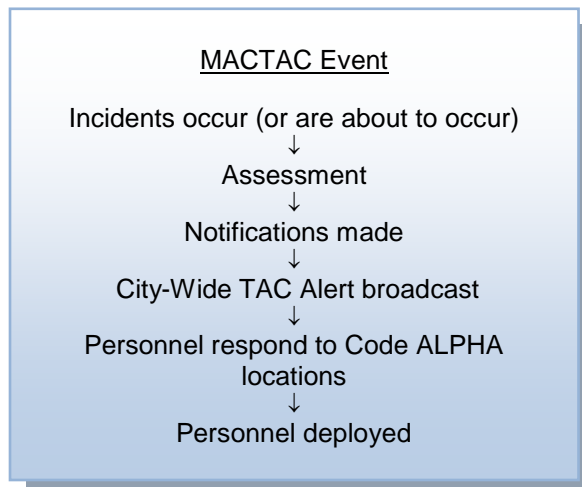 MACTAC Event
Incidents occur (or are about to occur)
↓
Assessment
↓
Notifications made
↓
City-Wide TAC Alert broadcast
↓
Personnel respond to Code ALPHA
locations
↓
Personnel deployed